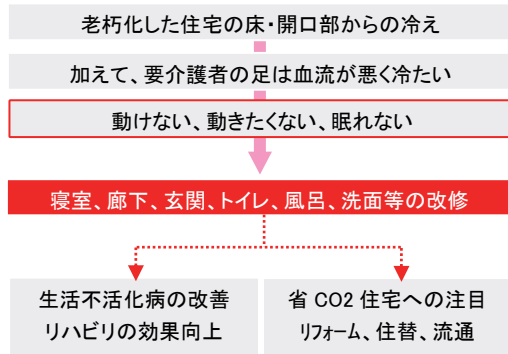 老朽化した住宅の床・開口部からの冷え
加えて、要介護者の足は血流が悪く冷たい
動けない、動きたくない、眠れない
寝室、廊下、玄関、トイレ、風呂、洗面等の改修
生活不活化病の改善
リハビリの効果向上
省 CO2 住宅への注目
リフォーム、住替、流通